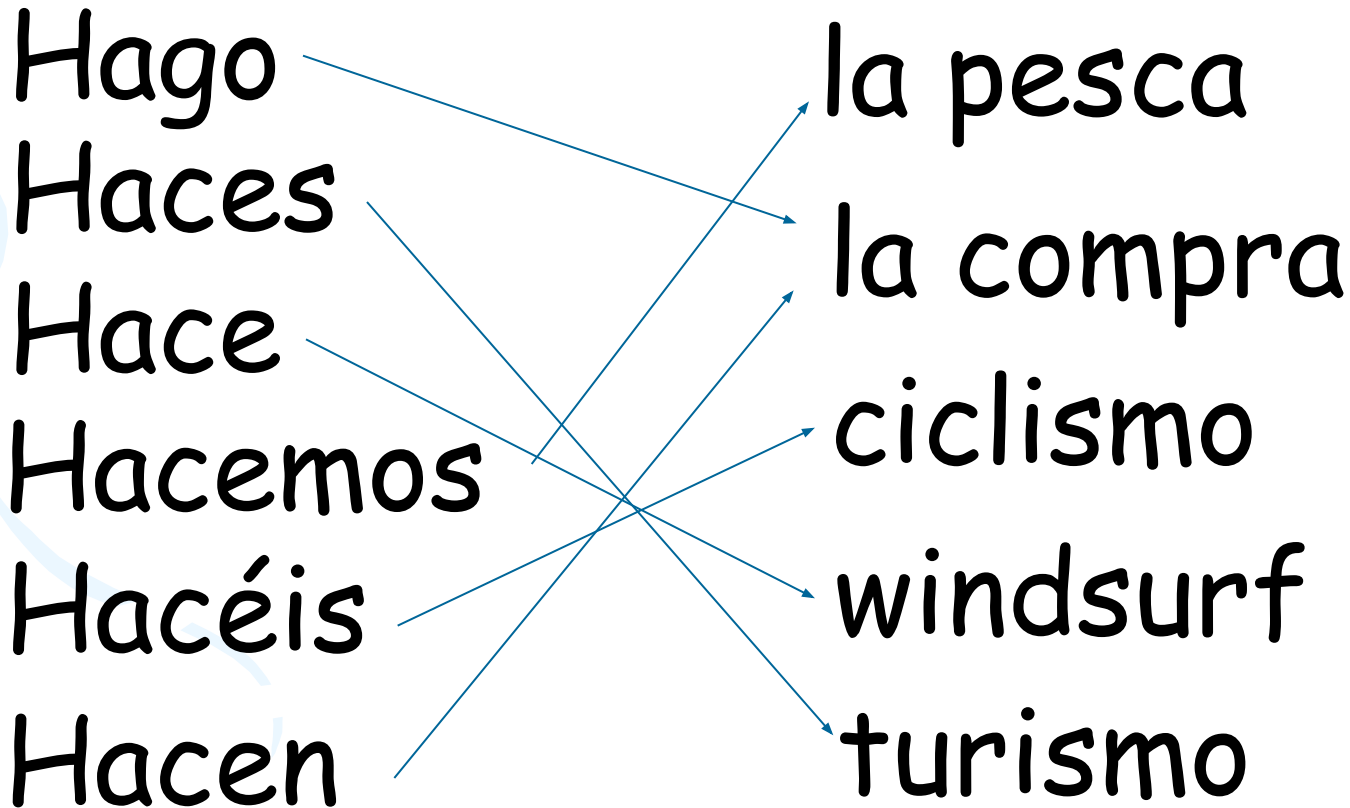 Hago
Haces
Hace
Hacemos
Hacéis
Hacen
la pesca
la compra
ciclismo
windsurf
turismo